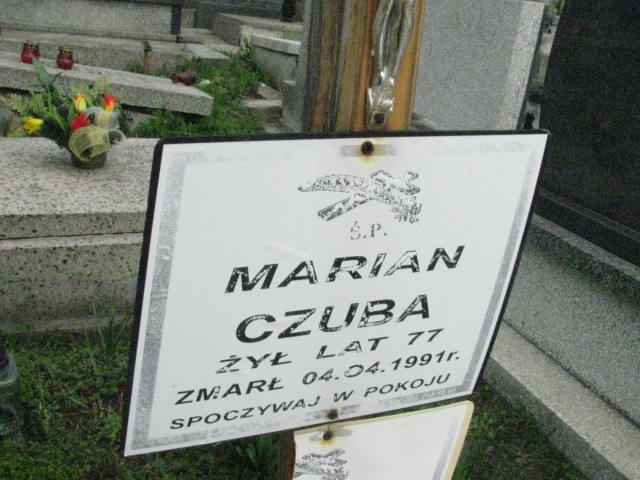 Ś.P.
MARIAN
CZUBA
ŻYŁ LAT 77
ZMARŁ 04.04.1991r.
SPOCZYWAJ W POKOJU